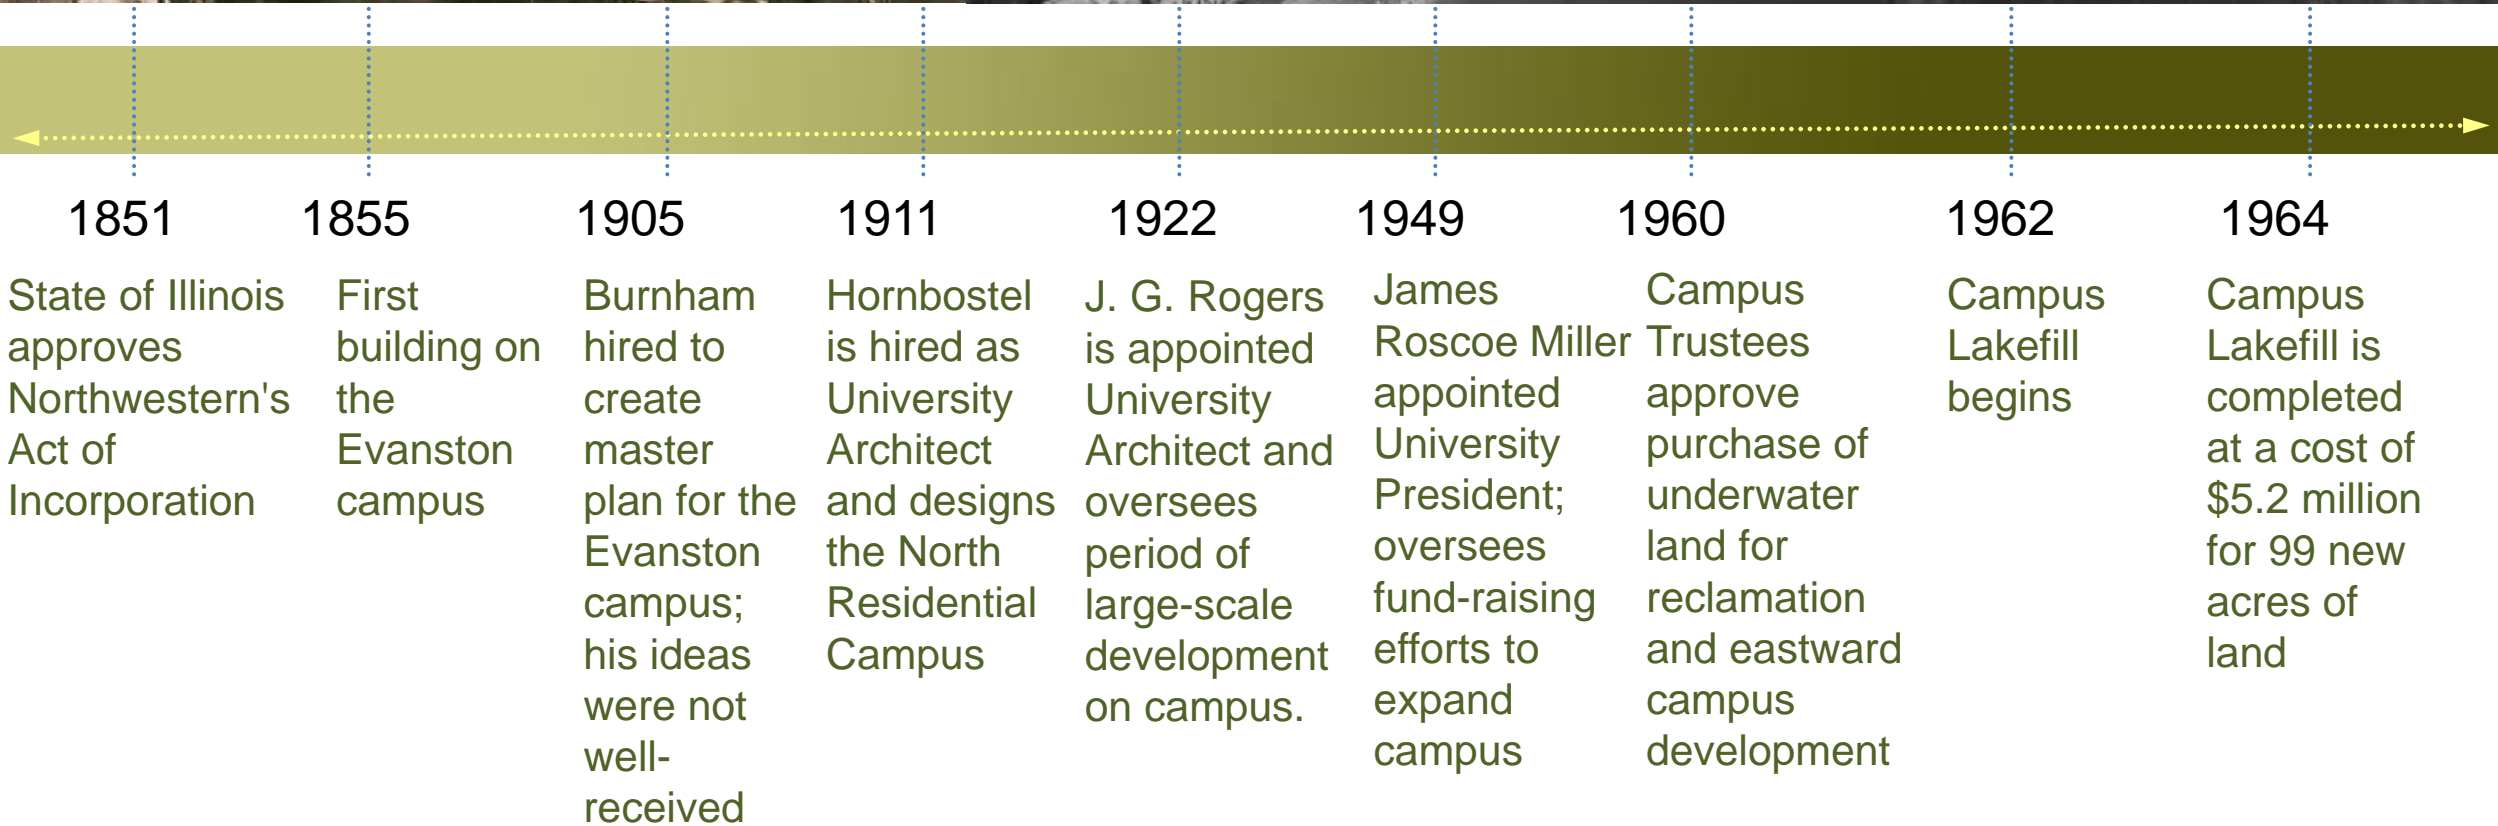 1851
State of Illinois
approves
Northwestern's
Act of
Incorporation
1855
First
building on
the
Evanston
campus
1905
Burnham
hired to
create
master
plan for the
Evanston
campus;
his ideas
were not
well-
received
1911
Hornbostel
is hired as
University
Architect
and designs
the North
Residential
Campus
1922
J. G. Rogers
is appointed
University
Architect and
oversees
period of
large-scale
development
on campus.
1949
James
Roscoe Miller
appointed
University
President;
oversees
fund-raising
efforts to
expand
campus
1960
Campus
Trustees
approve
purchase of
underwater
land for
reclamation
and eastward
campus
development
1962
Campus
Lakefill
begins
1964
Campus
Lakefill is
completed
at a cost of
$5.2 million
for 99 new
acres of
land